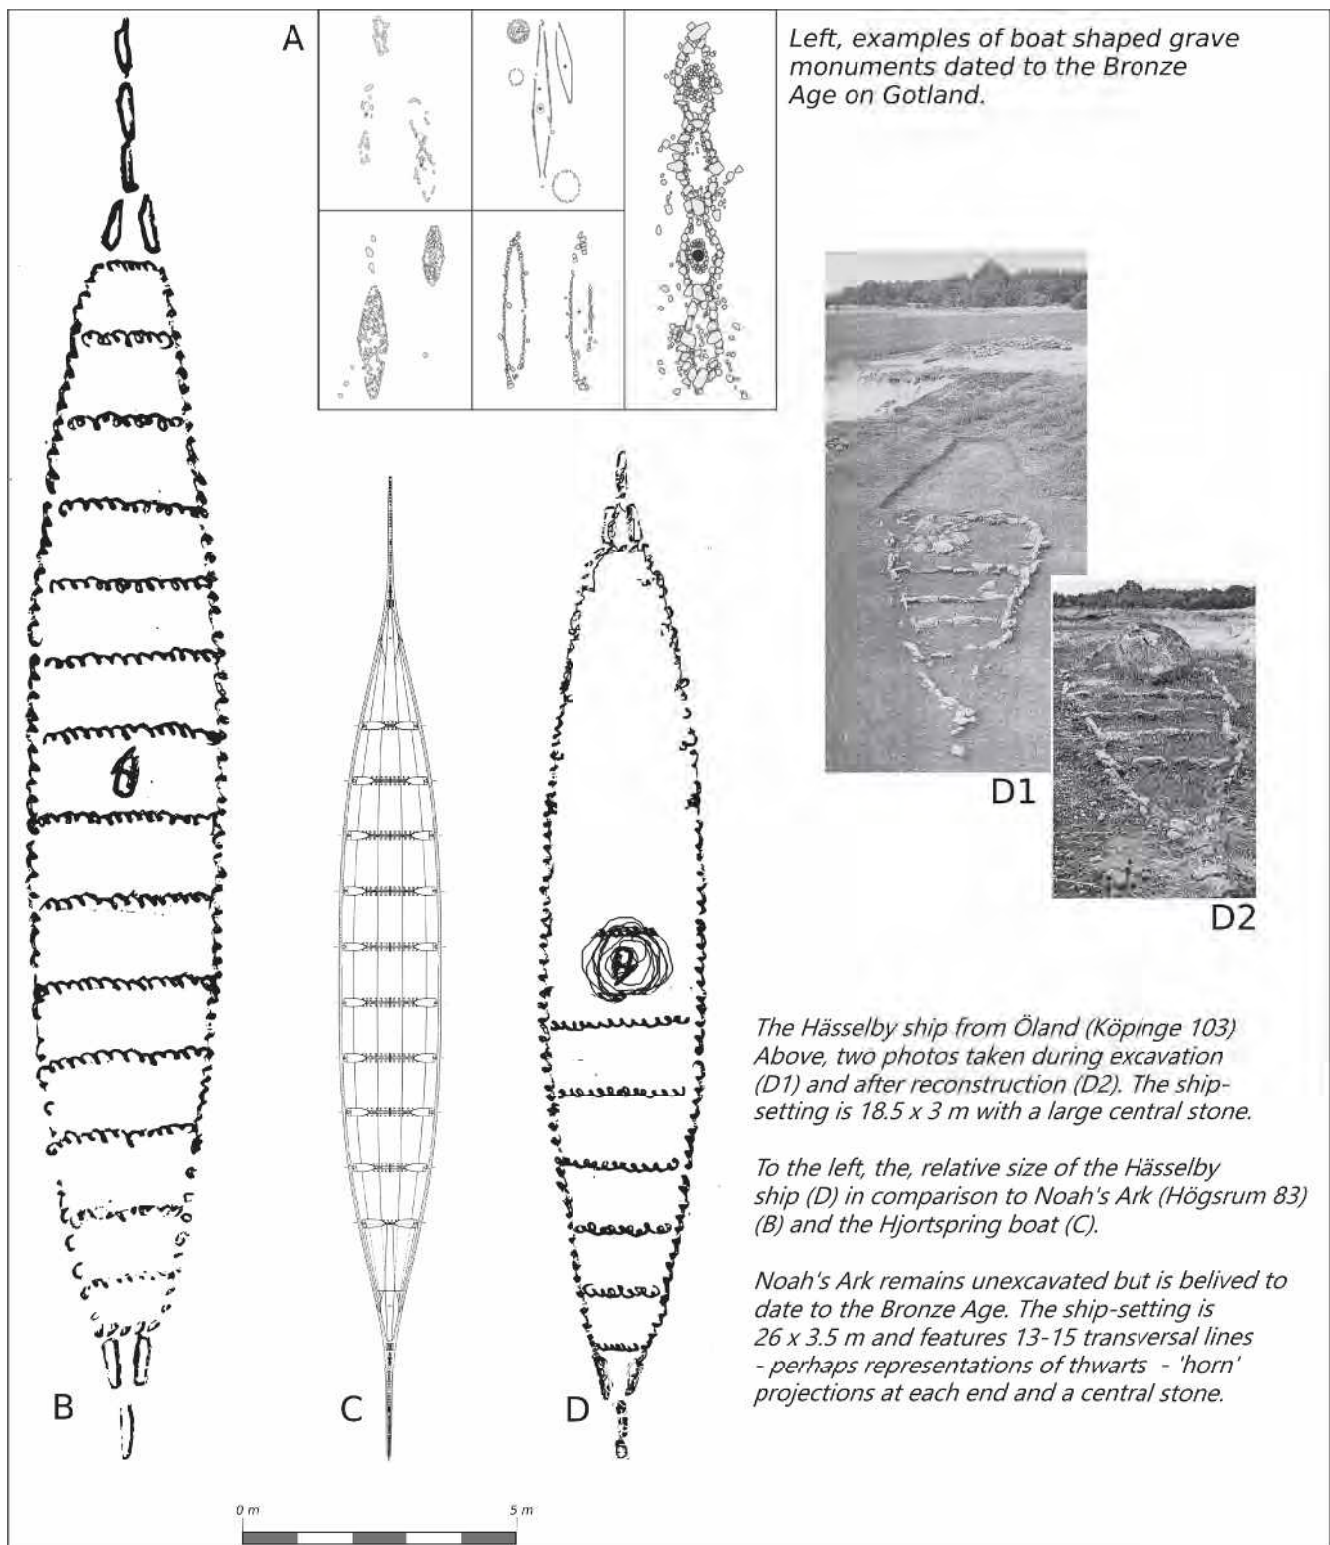 A
Left, examples of boat shaped grave
monuments dated to the Bronze
Age on Gotland.
D1
D2
The Hässelby ship from Öland (Köpinge 103)
Above, two photos taken during excavation
(D1) and after reconstruction (D2). The ship-
setting is 18.5 x 3 m with a large central stone.
To the left, the, relative size of the Hässelby
ship (D) in comparison to Noah's Ark (Högsrum 83)
(B) and the Hjortspring boat (C).
Noah's Ark remains unexcavated but is belived to
date to the Bronze Age. The ship-setting is
26 x 3.5 m and features 13-15 transversal lines
- perhaps representations of thwarts - 'horn'
projections at each end and a central stone.
B
C
D
0 m
5 m